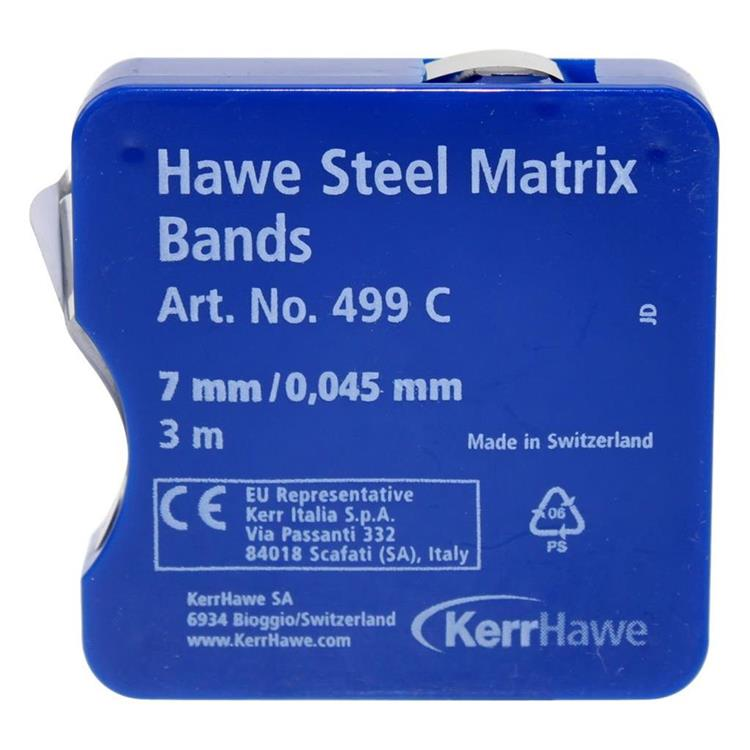 Hawe Steel Matrix
Bands
Art. No. 499 C
JD
7 mm/0,045 mm
3 m
Made in Switzerland
CE
EU Representative
Kerr Italia S.p.A.
Via Passanti 332
84018 Scafati (SA), Italy
06
PS
KerrHawe SA
6934 Bioggio/Switzerland
www.KerrHawe.com
KerrHawe